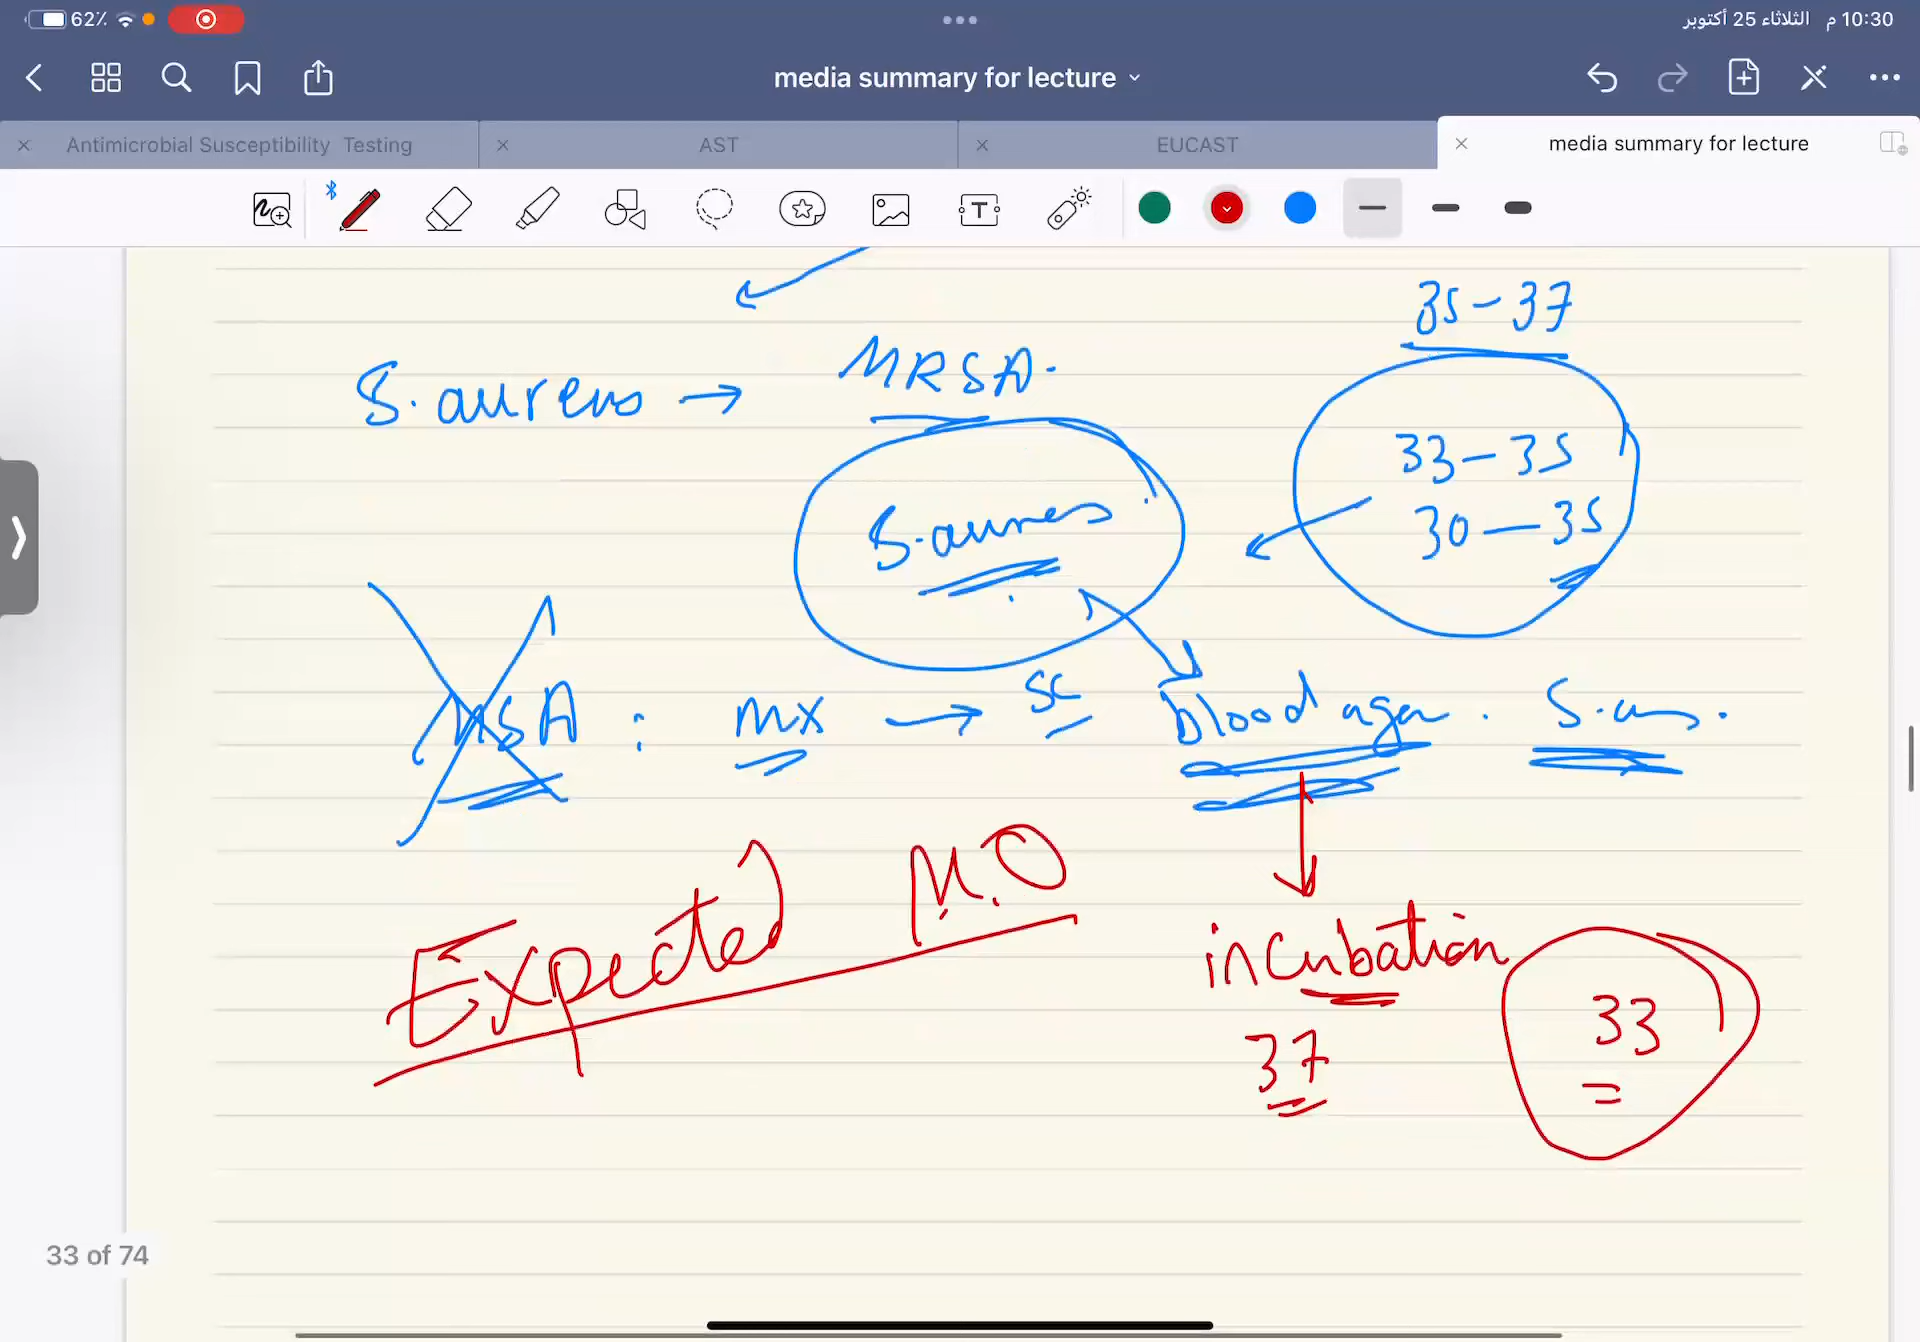 62٪ 10:30 م الثلاثاء 25 أكتوبر
media summary for lecture
Antimicrobial Susceptibility Testing AST EUCAST media summary for lecture
T
35-37
S. aureus → MRSA.
33-35
S. aureus
30-35
MSA : mx → SC blood agar.
Expected M.O
incubation
37 33
33 of 74